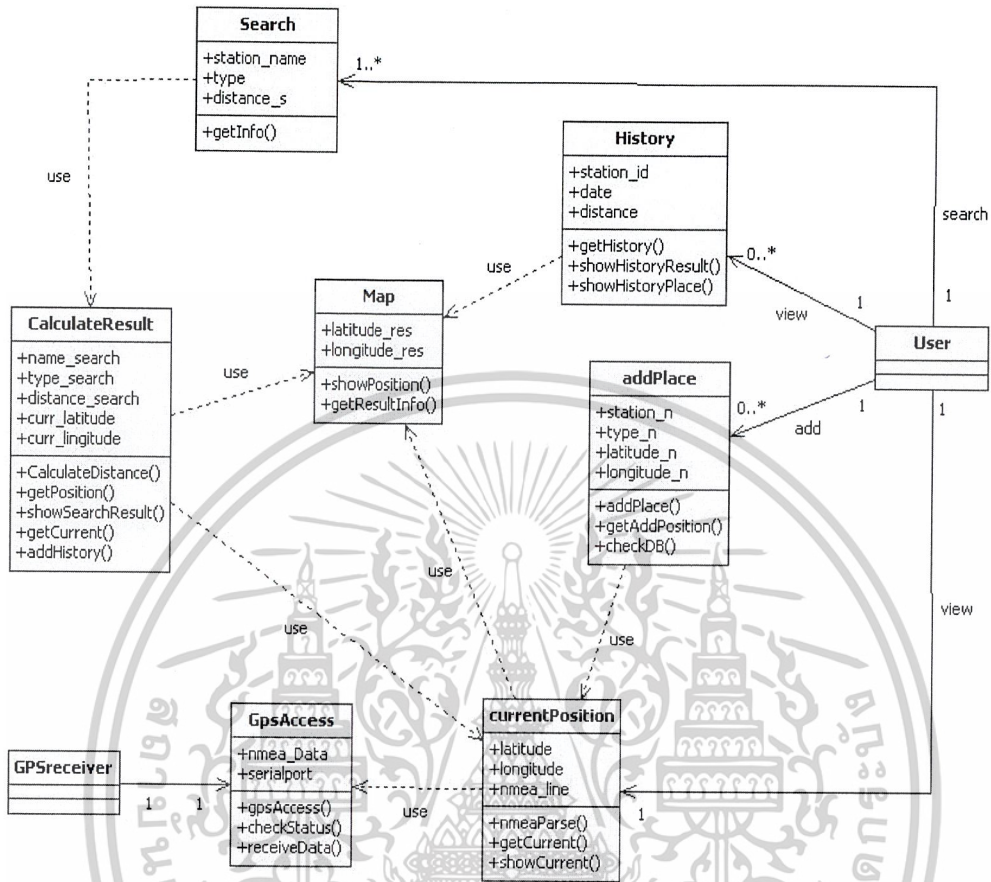 Search
+station_name
+type
+distance_s
+getInfo()
1..*
use
History
+station_id
+date
+distance
+getHistory()
+showHistoryResult()
+showHistoryPlace()
search
0..*
use
1
1
view
Map
+latitude_res
+longitude_res
+showPosition()
+getResultInfo()
CalculateResult
+name_search
+type_search
+distance_search
+curr_latitude
+curr_lingitude
+CalculateDistance()
+getPosition()
+showSearchResult()
+getCurrent()
+addHistory()
use
User
addPlace
+station_n
+type_n
+latitude_n
+longitude_n
+addPlace()
+getAddPosition()
+checkDB()
0..*
1
add
1
use
view
use
use
GpsAccess
+nmea_Data
+serialport
+gpsAccess()
+checkStatus()
+receiveData()
currentPosition
+latitude
+longitude
+nmea_line
+nmeaParse()
+getCurrent()
+showCurrent()
GPSreceiver
1
1
use
1